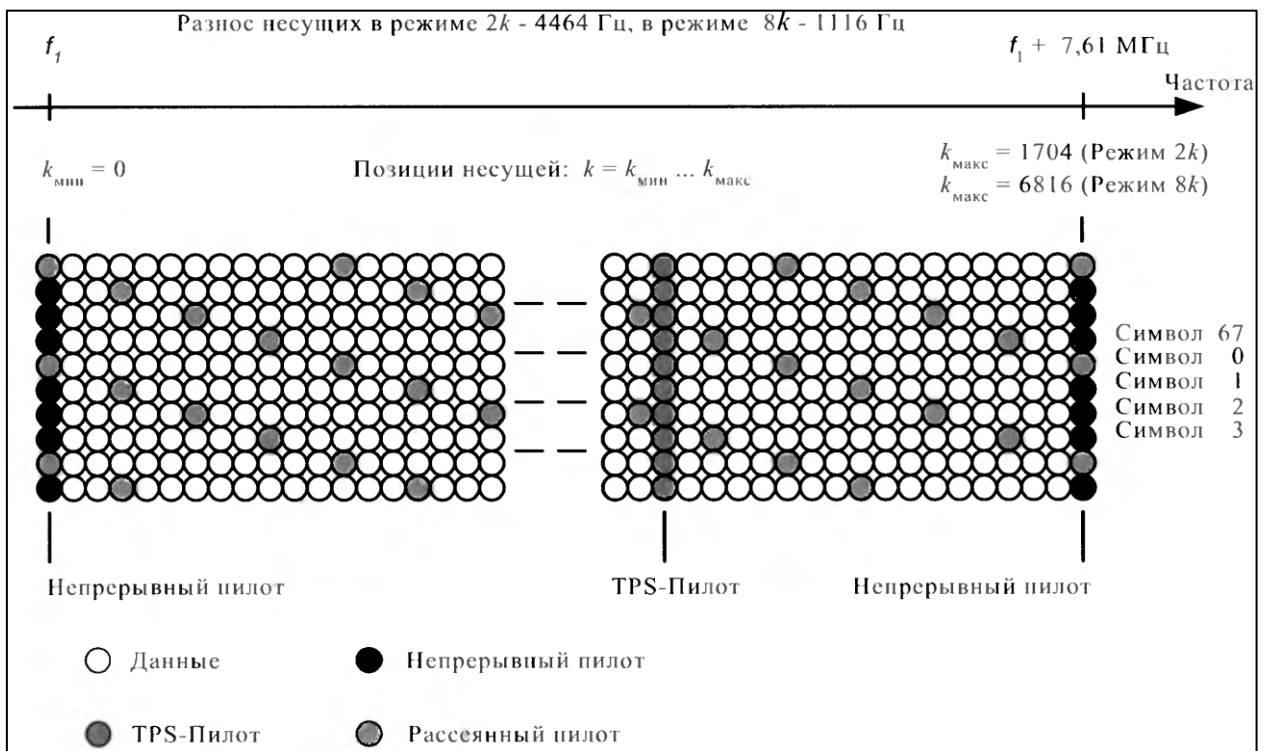 Разнос несущих в режиме 2k - 4464 Гц, в режиме 8k - 1116 Гц
f1
f1 + 7,61 МГц
Частота
kмин = 0
Позиции несущей: k = kмин ... kмакс
kмакс = 1704 (Режим 2k)
kмакс = 6816 (Режим 8k)
Символ 67
Символ 0
Символ 1
Символ 2
Символ 3
Непрерывный пилот
TPS-Пилот
Непрерывный пилот
Данные
Непрерывный пилот
TPS-Пилот
Рассеянный пилот